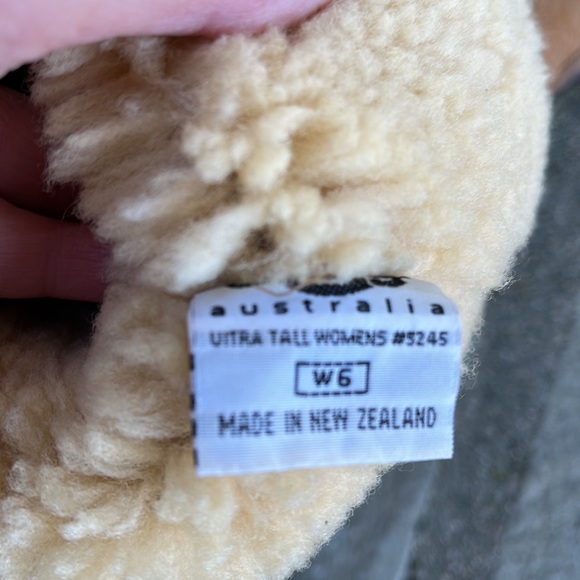 australia
UltRA TALL WOMENS #5245
W6
MADE IN NEW ZEALAND